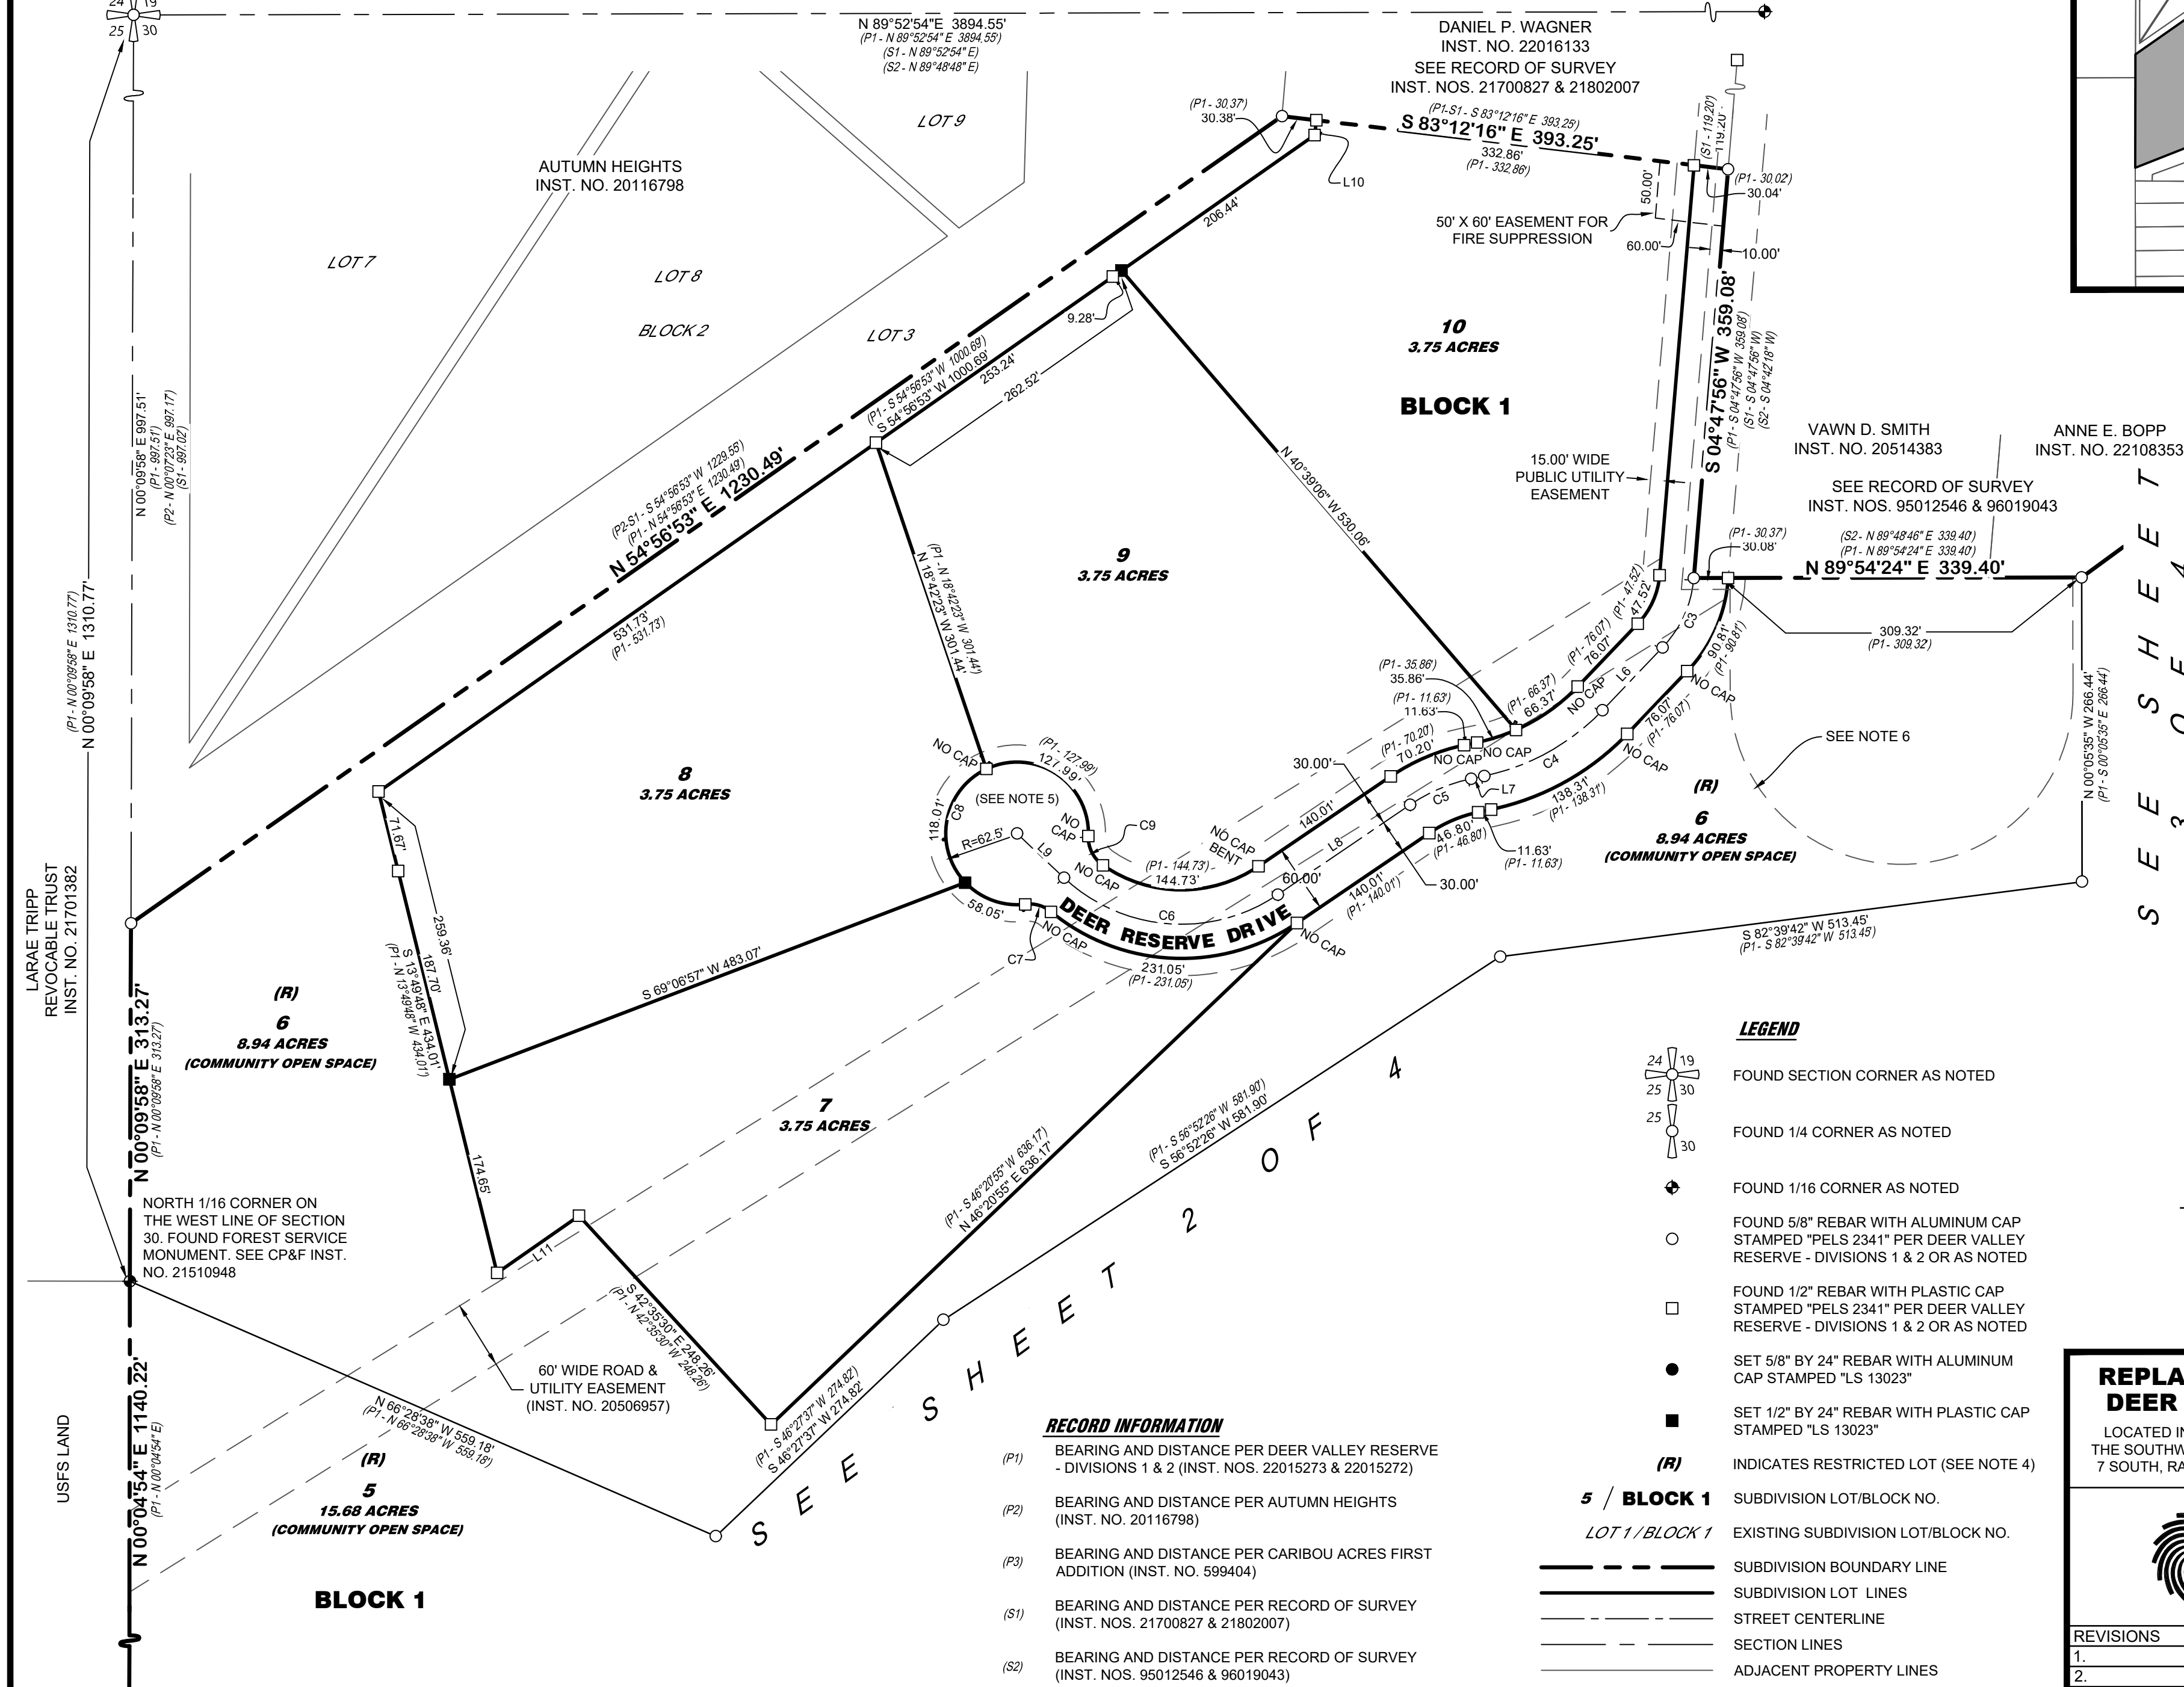 24 19
25 30
N 89°52'54"E 3894.55'
(P1 - N 89°52'54" E 3894.55')
(S1 - N 89°52'54" E)
(S2 - N 89°48'48" E)
DANIEL P. WAGNER
INST. NO. 22016133
SEE RECORD OF SURVEY
INST. NOS. 21700827 & 21802007
(P1-S1 - S 83°12'16" E 393.25')
S 83°12'16" E 393.25'
332.86'
(P1 - 332.86')
(P1 - 30.37')
30.38'
L10
206.44'
(S1 - 119.20')
119.20'
(P1 - 30.02')
30.04'
50.00'
50' X 60' EASEMENT FOR
FIRE SUPPRESSION
60.00'
10.00'
LOT 9
AUTUMN HEIGHTS
INST. NO. 20116798
LOT 7
LOT 8
BLOCK 2
LOT 3
9.28'
(P1 - S 54°56'53" W 1000.69')
S 54°56'53" W 1000.69'
253.24'
262.52'
10
3.75 ACRES
BLOCK 1
S 04°47'56" W 359.08'
(P1 - S 04°47'56" W 359.08')
(S1 - S 04°47'56" W)
(S2 - S 04°42'18" W)
VAWN D. SMITH
INST. NO. 20514383
ANNE E. BOPP
INST. NO. 22108353
SEE RECORD OF SURVEY
INST. NOS. 95012546 & 96019043
15.00' WIDE
PUBLIC UTILITY
EASEMENT
N 40°39'06" W 530.06'
N 00°09'58" E 997.51'
(P1 - 997.51')
(P2 - N 00°07'23" E 997.17')
(S1 - 997.02')
(P2-S1 - S 54°56'53" W 1229.55')
(P1 - N 54°56'53" E 1230.49')
N 54°56'53" E 1230.49'
(P1 - 30.37')
30.08'
(S2 - N 89°48'46" E 339.40')
(P1 - N 89°54'24" E 339.40')
N 89°54'24" E 339.40'
309.32'
(P1 - 309.32')
9
3.75 ACRES
(P1 - N 18°42'23" W 301.44')
N 18°42'23" W 301.44'
531.73'
(P1 - 531.73')
(P1 - N 00°09'58" E 1310.77')
N 00°09'58" E 1310.77'
(P1 - 47.52')
47.52'
(P1 - 76.07')
76.07'
C3
90.81'
(P1 - 90.81')
NO CAP
L6
(P1 - 66.37')
66.37'
NO CAP
(P1 - 35.86')
35.86'
(P1 - 11.63')
11.63'
NO CAP
NO CAP
(P1 - 70.20')
70.20'
76.07'
(P1 - 76.07')
NO CAP
N 00°05'35" W 266.44'
(P1 - S 00°05'35" E 266.44')
SEE NOTE 6
SEE SHEET
3 OF 4
8
3.75 ACRES
NO CAP
(P1 - 127.99')
127.99'
(SEE NOTE 5)
118.01'
C8
R=62.5'
NO
CAP
C9
NO CAP
L9
30.00'
C5
L7
C4
138.31'
(P1 - 138.31')
(R)
6
8.94 ACRES
(COMMUNITY OPEN SPACE)
NO CAP
BENT
140.01'
L8
46.80'
(P1 - 46.80')
11.63'
(P1 - 11.63')
(P1 - 144.73')
144.73'
60.00'
30.00'
140.01'
(P1 - 140.01')
C6
DEER RESERVE DRIVE
58.05'
NO CAP
C7
NO CAP
231.05'
(P1 - 231.05')
S 82°39'42" W 513.45'
(P1 - S 82°39'42" W 513.45')
71.67'
259.36'
187.70'
S 13°49'48" E 434.01'
(P1 - N 13°49'48" W 434.01')
S 69°06'57" W 483.07'
LARAE TRIPP
REVOCABLE TRUST
INST. NO. 21701382
(R)
6
8.94 ACRES
(COMMUNITY OPEN SPACE)
N 00°09'58" E 313.27'
(P1 - N 00°09'58" E 313.27')
7
3.75 ACRES
174.65'
L11
(P1 - S 46°20'55" W 636.17')
N 46°20'55" E 636.17'
(P1 - S 56°52'26" W 581.90')
S 56°52'26" W 581.90'
SEE SHEET 2 OF 4
NORTH 1/16 CORNER ON
THE WEST LINE OF SECTION
30. FOUND FOREST SERVICE
MONUMENT. SEE CP&F INST.
NO. 21510948
S 42°35'30" E 248.26'
(P1 - N 42°35'30" W 248.26')
60' WIDE ROAD &
UTILITY EASEMENT
(INST. NO. 20506957)
(P1 - S 46°27'37" W 274.82')
S 46°27'37" W 274.82'
N 66°28'38" W 559.18'
(P1 - N 66°28'38" W 559.18')
USFS LAND
N 00°04'54" E 1140.22'
(P1 - N 00°04'54" E)
(R)
5
15.68 ACRES
(COMMUNITY OPEN SPACE)
BLOCK 1
RECORD INFORMATION
(P1) BEARING AND DISTANCE PER DEER VALLEY RESERVE
- DIVISIONS 1 & 2 (INST. NOS. 22015273 & 22015272)
(P2) BEARING AND DISTANCE PER AUTUMN HEIGHTS
(INST. NO. 20116798)
(P3) BEARING AND DISTANCE PER CARIBOU ACRES FIRST
ADDITION (INST. NO. 599404)
(S1) BEARING AND DISTANCE PER RECORD OF SURVEY
(INST. NOS. 21700827 & 21802007)
(S2) BEARING AND DISTANCE PER RECORD OF SURVEY
(INST. NOS. 95012546 & 96019043)
LEGEND
24 19
25 30
FOUND SECTION CORNER AS NOTED
25
30
FOUND 1/4 CORNER AS NOTED
FOUND 1/16 CORNER AS NOTED
FOUND 5/8" REBAR WITH ALUMINUM CAP
STAMPED "PELS 2341" PER DEER VALLEY
RESERVE - DIVISIONS 1 & 2 OR AS NOTED
FOUND 1/2" REBAR WITH PLASTIC CAP
STAMPED "PELS 2341" PER DEER VALLEY
RESERVE - DIVISIONS 1 & 2 OR AS NOTED
SET 5/8" BY 24" REBAR WITH ALUMINUM
CAP STAMPED "LS 13023"
SET 1/2" BY 24" REBAR WITH PLASTIC CAP
STAMPED "LS 13023"
(R) INDICATES RESTRICTED LOT (SEE NOTE 4)
5 / BLOCK 1 SUBDIVISION LOT/BLOCK NO.
LOT 1 / BLOCK 1 EXISTING SUBDIVISION LOT/BLOCK NO.
SUBDIVISION BOUNDARY LINE
SUBDIVISION LOT LINES
STREET CENTERLINE
SECTION LINES
ADJACENT PROPERTY LINES
REPLA
DEER
LOCATED IN
THE SOUTHW
7 SOUTH, RA
REVISIONS
1.
2.